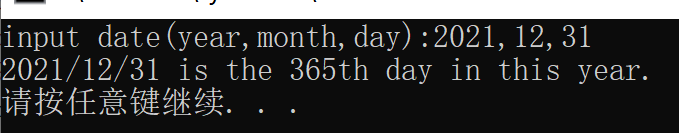 input date(year,month,day):2021,12,31
2021/12/31 is the 365th day in this year.
请按任意键继续. . .